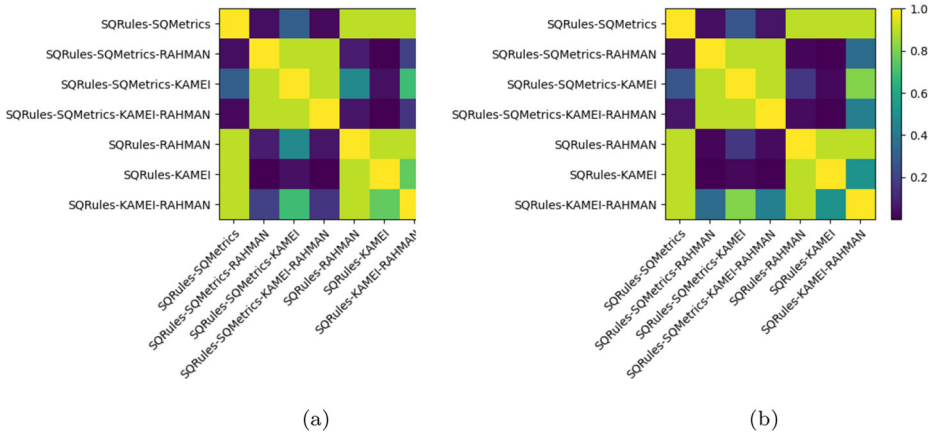 SQRules-SQMetrics
SQRules-SQMetrics-RAHMAN
SQRules-SQMetrics-KAMEI
SQRules-SQMetrics-KAMEI-RAHMAN
SQRules-RAHMAN
SQRules-KAMEI
SQRules-KAMEI-RAHMAN
SQRules-SQMetrics
SQRules-SQMetrics-RAHMAN
SQRules-SQMetrics-KAMEI
SQRules-SQMetrics-KAMEI-RAHMAN
SQRules-RAHMAN
SQRules-KAMEI
SQRules-KAMEI-RAHMAN
(a)
SQRules-SQMetrics
SQRules-SQMetrics-RAHMAN
SQRules-SQMetrics-KAMEI
SQRules-SQMetrics-KAMEI-RAHMAN
SQRules-RAHMAN
SQRules-KAMEI
SQRules-KAMEI-RAHMAN
1.0
0.8
0.6
0.4
0.2
SQRules-SQMetrics
SQRules-SQMetrics-RAHMAN
SQRules-SQMetrics-KAMEI
SQRules-SQMetrics-KAMEI-RAHMAN
SQRules-RAHMAN
SQRules-KAMEI
SQRules-KAMEI-RAHMAN
(b)